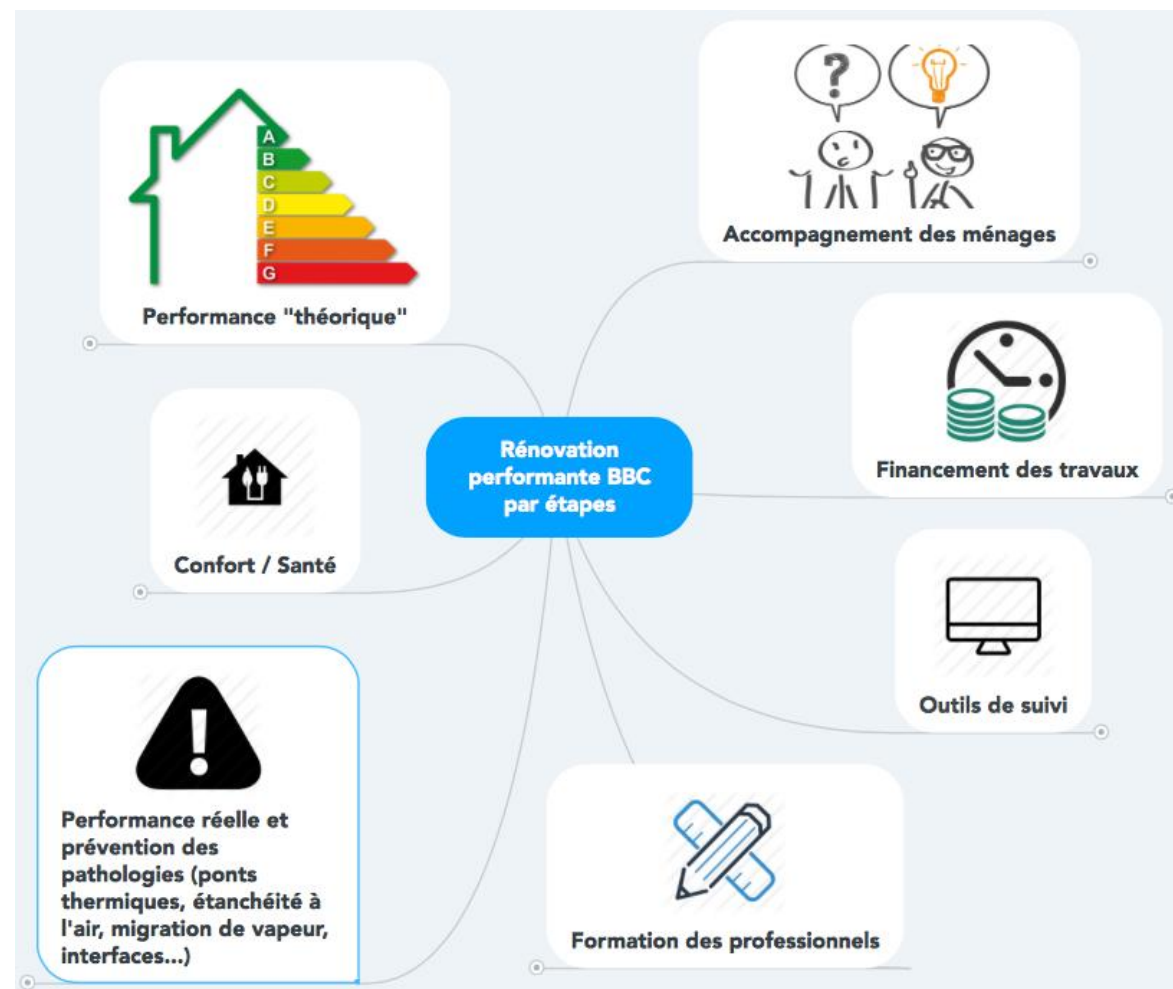 A
B
C
D
E
F
G
Performance "théorique"
?
Accompagnement des ménages
Rénovation
performante BBC
par étapes
Financement des travaux
Confort / Santé
Outils de suivi
!
Performance réelle et
prévention des
pathologies (ponts
thermiques, étanchéité à
l'air, migration de vapeur,
interfaces...)
Formation des professionnels